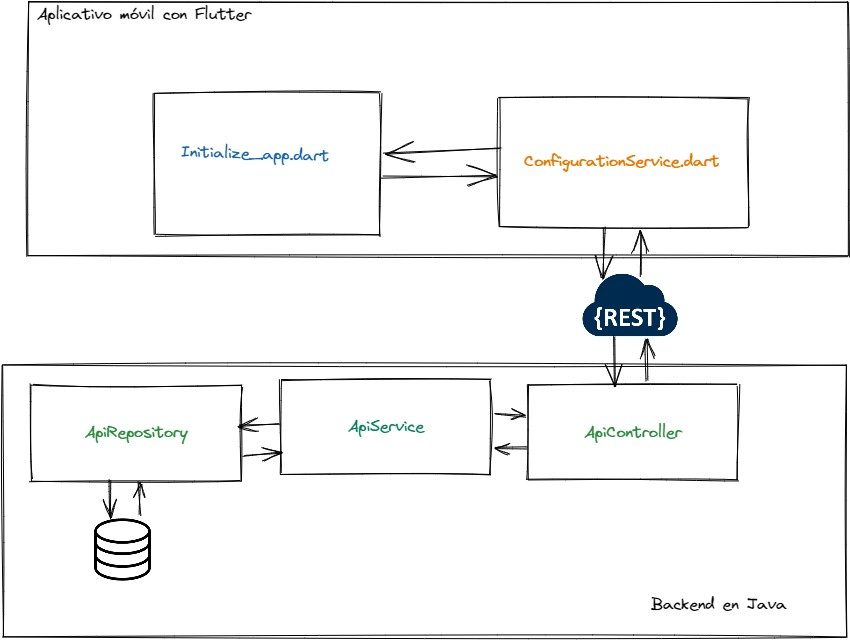 Aplicativo móvil con Flutter
Initialize_app.dart
ConfigurationService.dart
{REST}
ApiRepository
ApiService
ApiController
Backend en Java